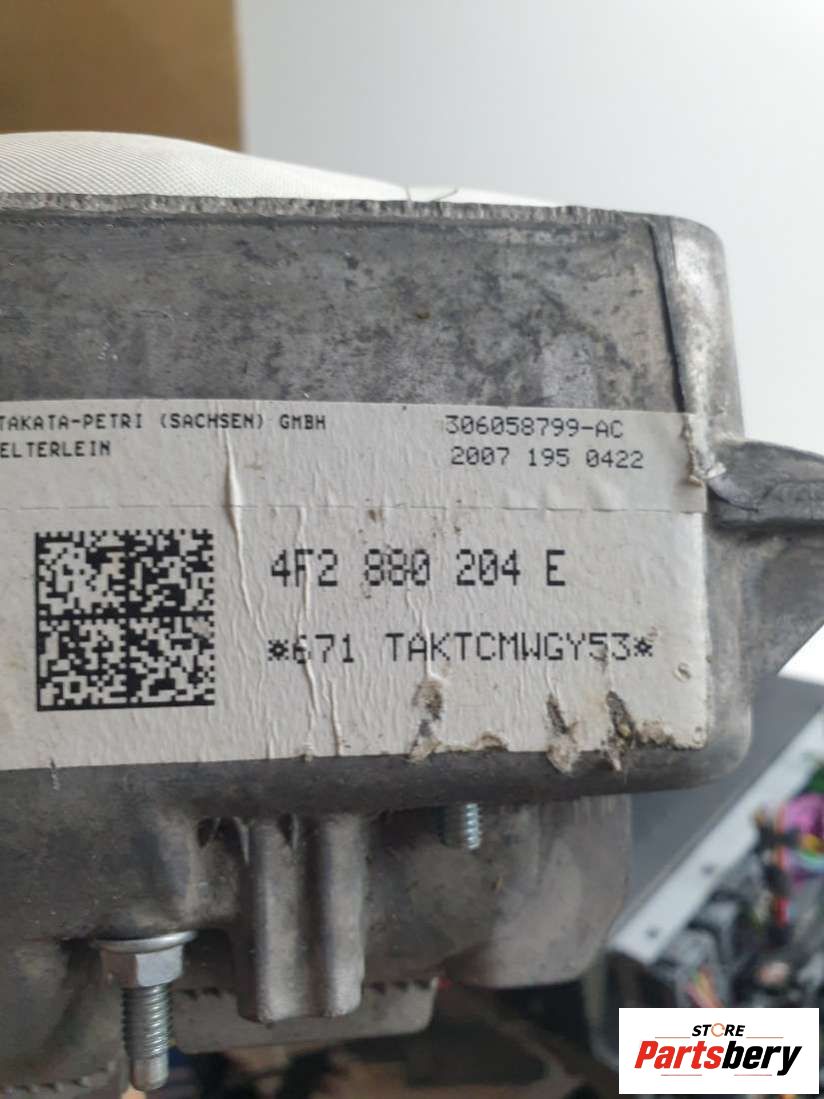 TAKATA-PETRI (SACHSEN) GMBH
ELTERLEIN
306058799-AC
2007 195 0422
4F2 880 204 E
*671 TAKTCMWGY53*
STORE
Partsbery